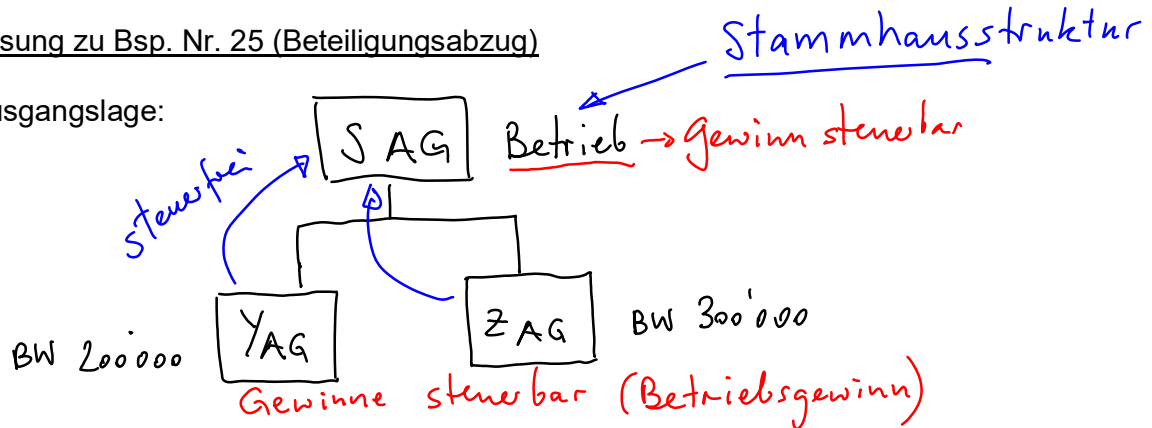 sung zu Bsp. Nr. 25 (Beteiligungsabzug)
Stammhausstruktur
usgangslage:
S AG Betrieb → Gewinn steuerbar
steuerfrei
BW 200'000 Y AG Z AG BW 300'000
Gewinne steuerbar (Betriebsgewinn)